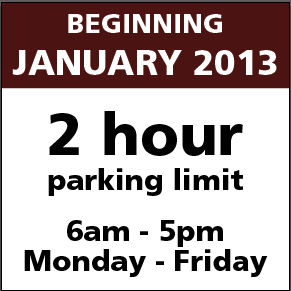 BEGINNING
JANUARY 2013
2 hour
parking limit
6am - 5pm
Monday - Friday